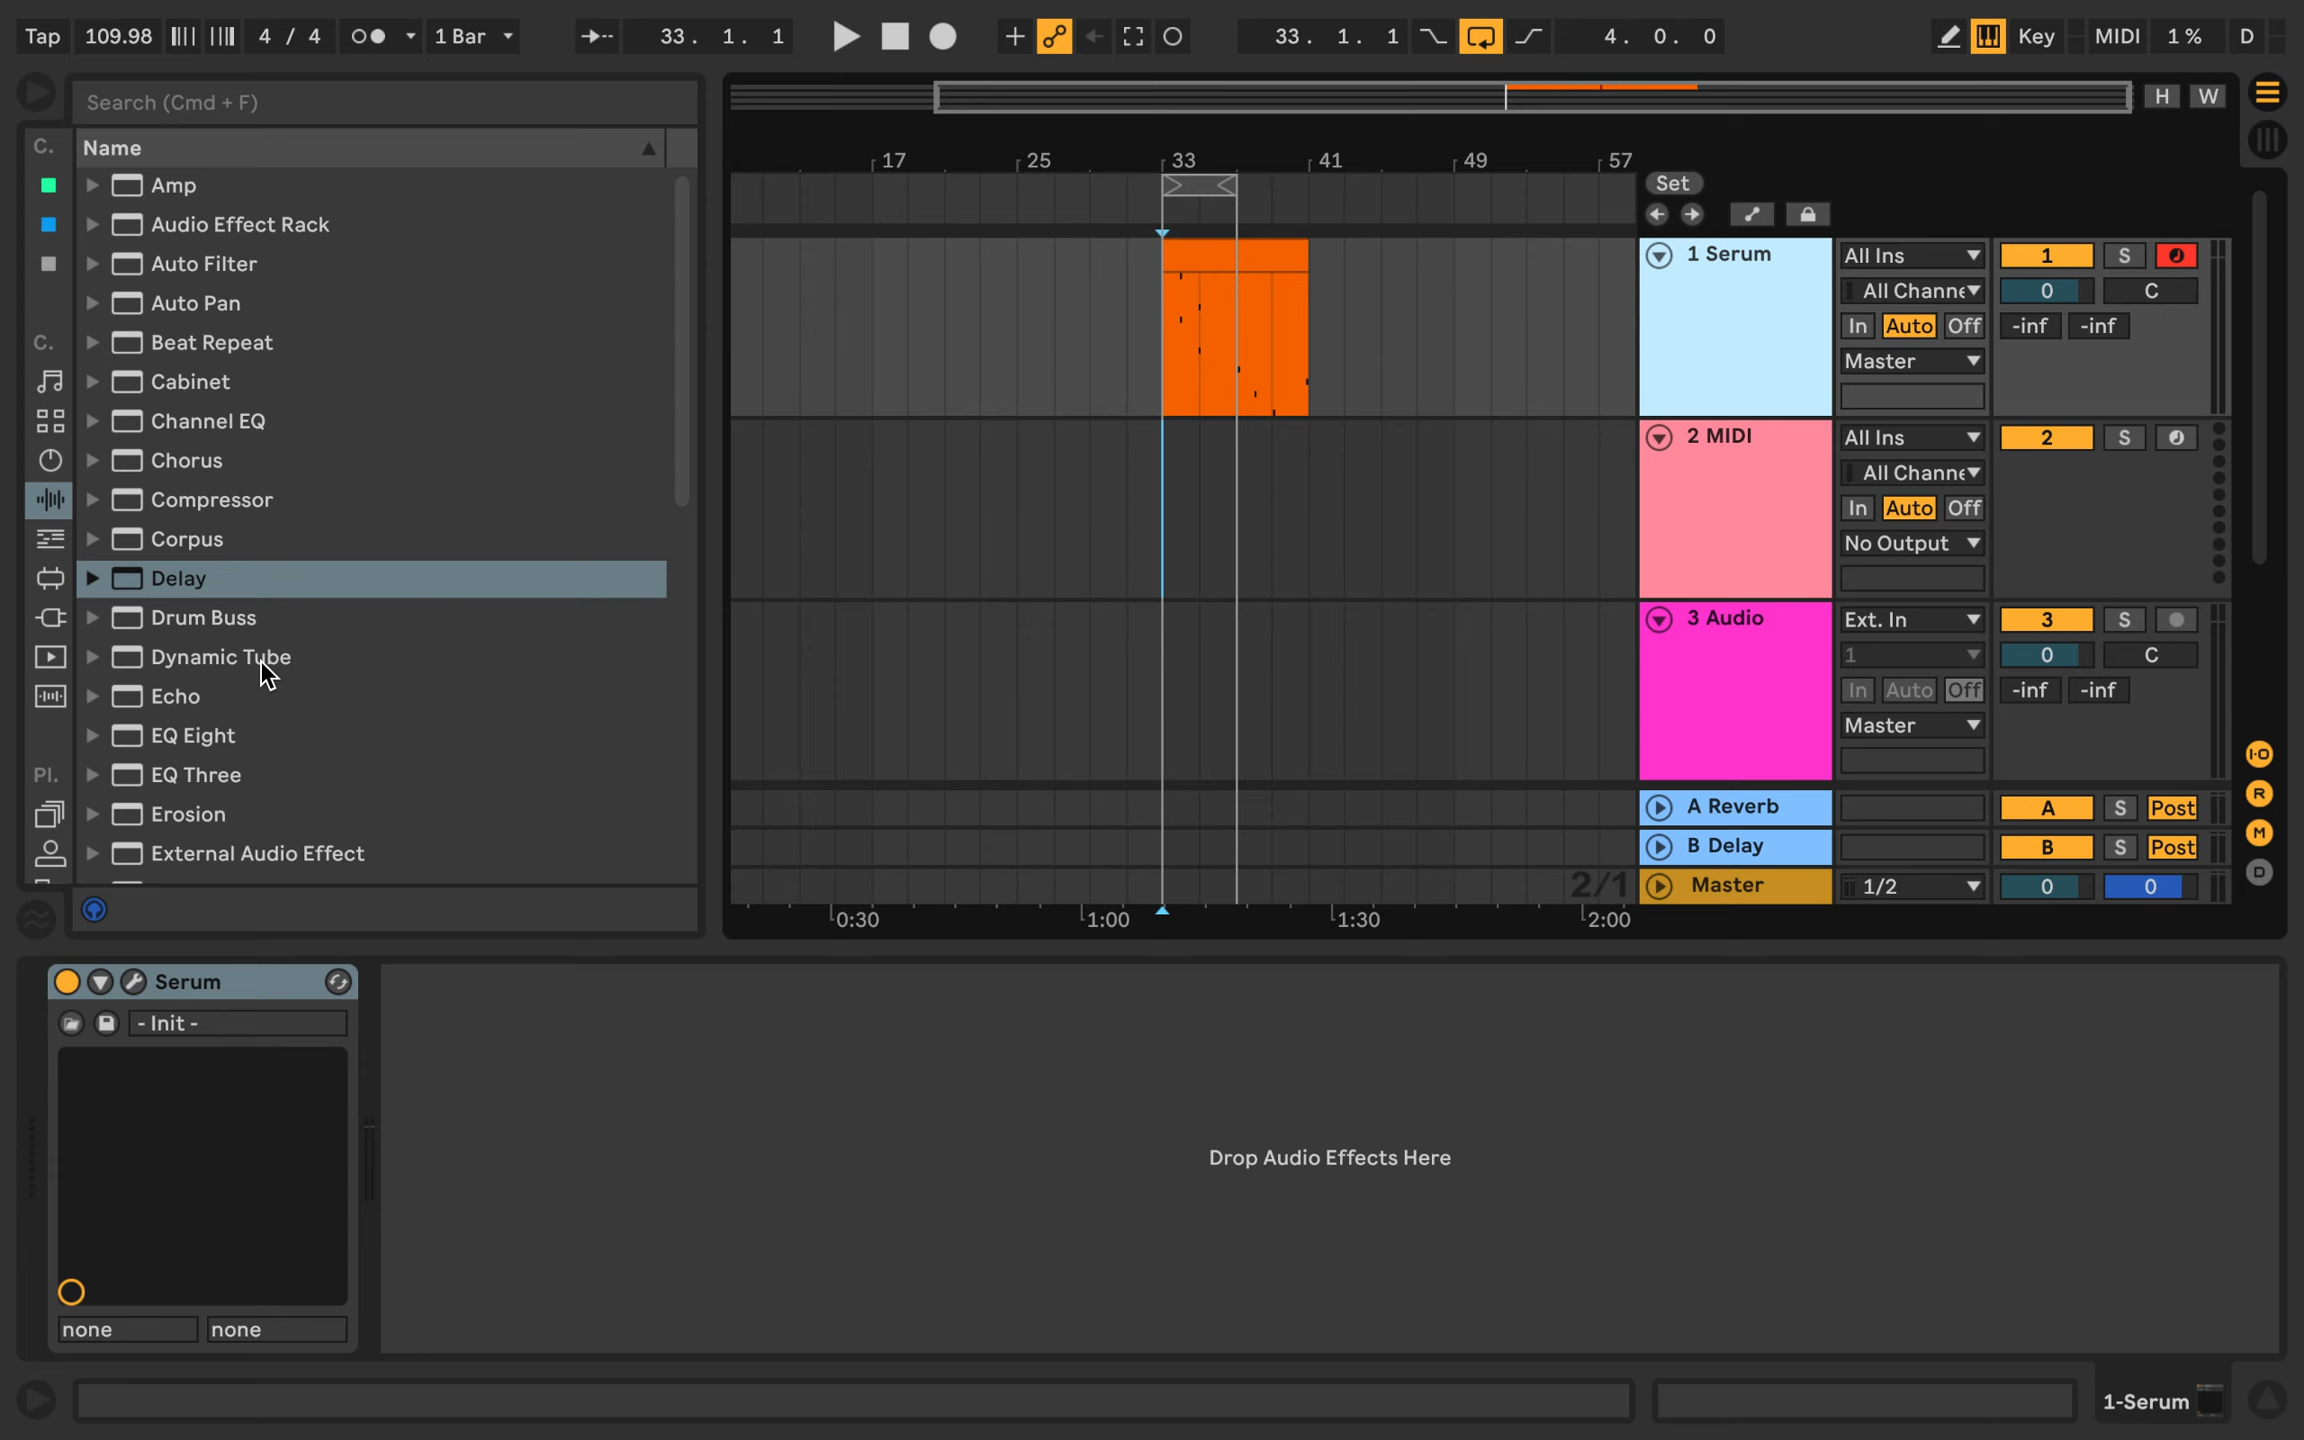 Tap 109.98 4 / 4 1 Bar 33. 1. 1 33. 1. 1 4. 0. 0 Key MIDI 1 % D
Search (Cmd + F)
H W
C. Name
17 25 33 41 49 57
Set
Amp
Audio Effect Rack
Auto Filter
Auto Pan
C. Beat Repeat
Cabinet
Channel EQ
Chorus
Compressor
Corpus
Delay
Drum Buss
Dynamic Tube
Echo
EQ Eight
Pl. EQ Three
Erosion
External Audio Effect
1 Serum All Ins 1 S
All Channe 0 C
In Auto Off -inf -inf
Master
2 MIDI All Ins 2 S
All Channe
In Auto Off
No Output
3 Audio Ext. In 3 S
1 0 C
In Auto Off -inf -inf
Master
I·O
R
M
D
A Reverb A S Post
B Delay B S Post
2/1 Master 1/2 0 0
0:30 1:00 1:30 2:00
Serum
- Init -
none none
Drop Audio Effects Here
1-Serum